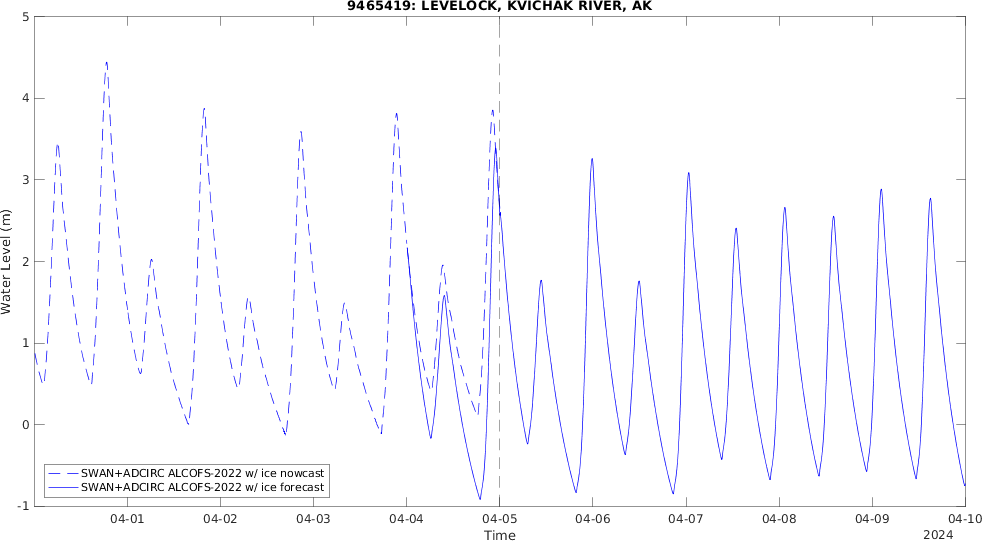 9465419: LEVELOCK, KVICHAK RIVER, AK
5
4
3
2
1
0
-1
Water Level (m)
SWAN+ADCIRC ALCOFS-2022 w/ ice nowcast
SWAN+ADCIRC ALCOFS-2022 w/ ice forecast
04-01 04-02 04-03 04-04 04-05 04-06 04-07 04-08 04-09 04-10
Time
2024